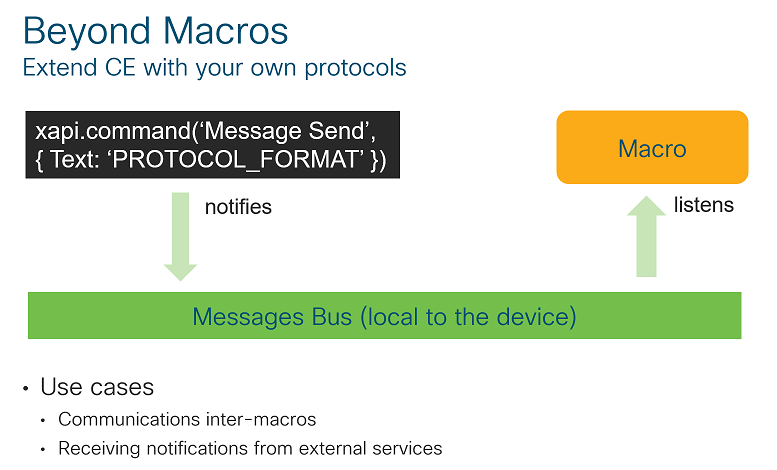 Beyond Macros
Extend CE with your own protocols
xapi.command(‘Message Send’,
{ Text: ‘PROTOCOL_FORMAT’ })
Macro
notifies
listens
Messages Bus (local to the device)
• Use cases
• Communications inter-macros
• Receiving notifications from external services